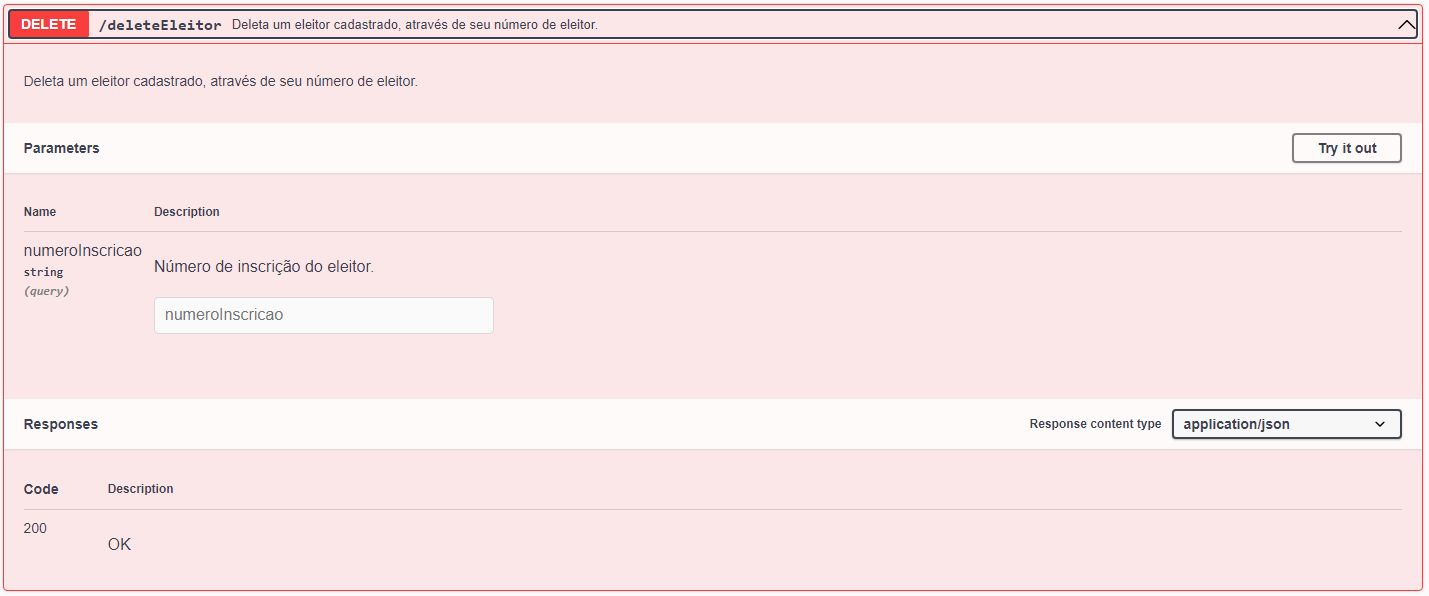 DELETE /deleteEleitor Deleta um eleitor cadastrado, através de seu número de eleitor.
Deleta um eleitor cadastrado, através de seu número de eleitor.
Parameters Try it out
Name Description
numeroInscricao
string
(query)
Número de inscrição do eleitor.
numeroInscricao
Responses Response content type application/json
Code Description
200
OK